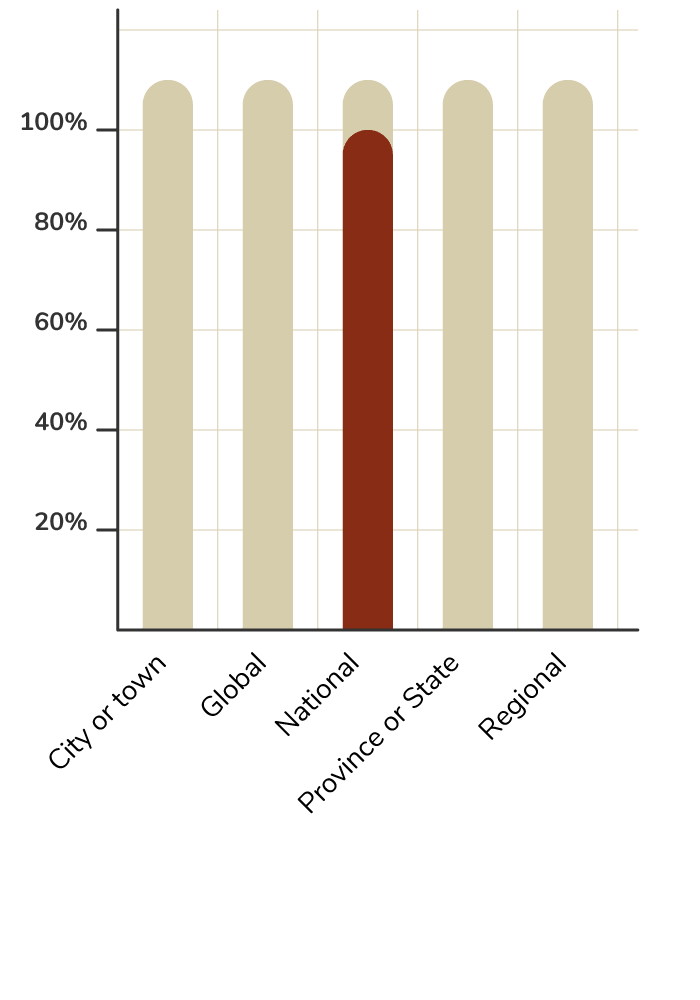 100%
80%
60%
40%
20%
City or town
Global
National
Province or State
Regional